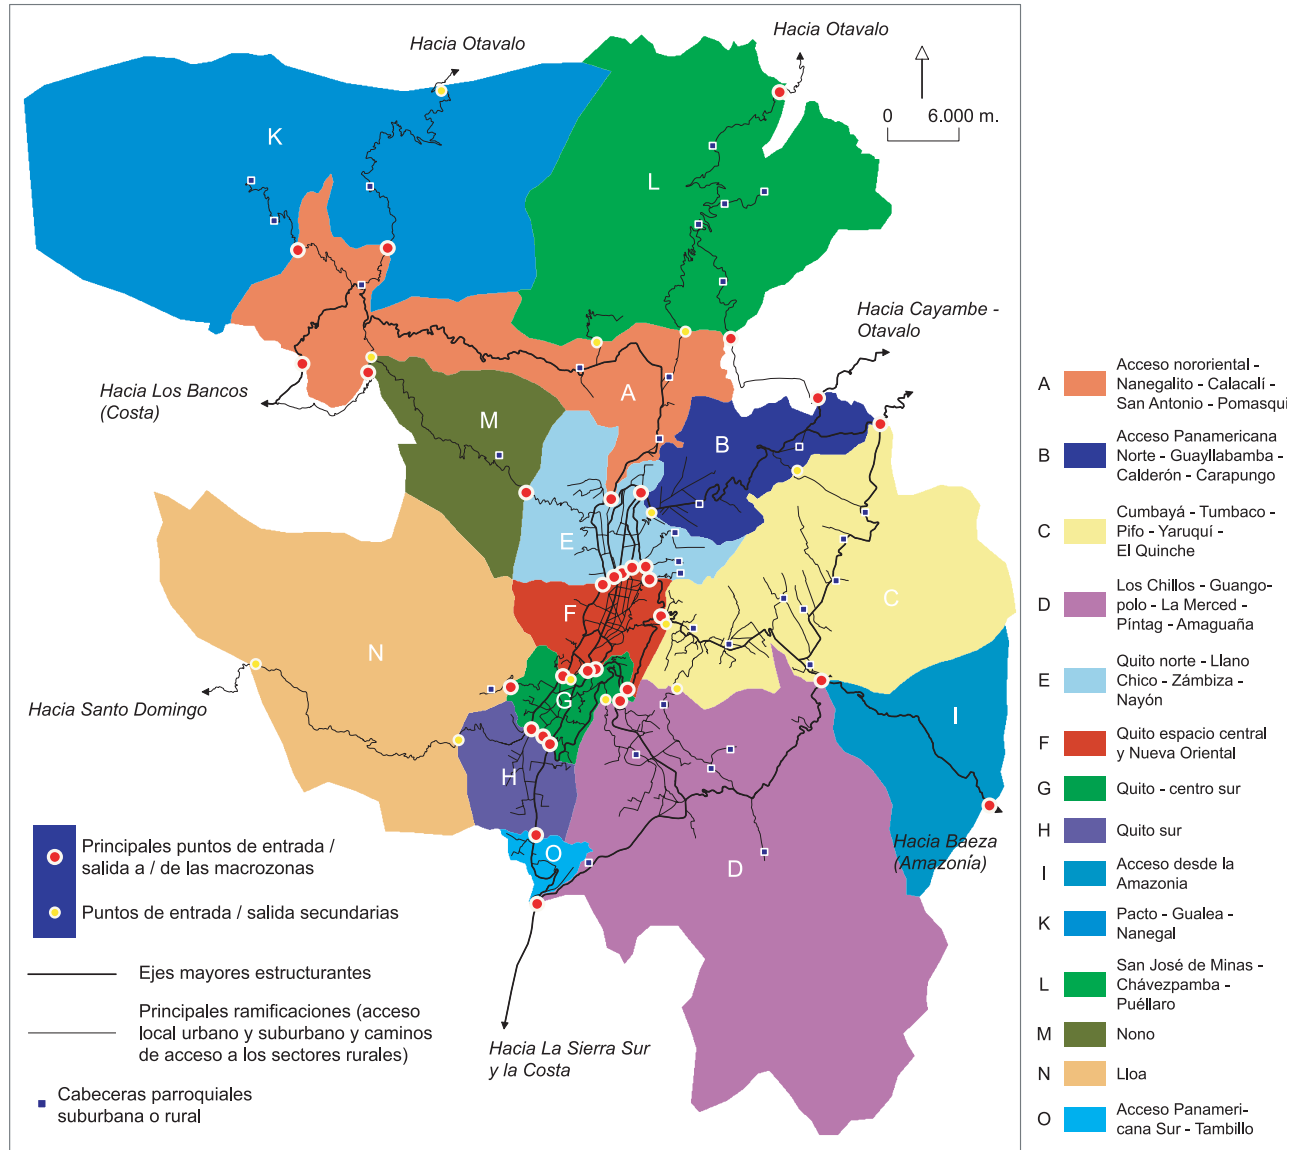 Hacia Otavalo
Hacia Otavalo
0 6.000 m.
K
L
Hacia Cayambe -
Otavalo
Hacia Los Bancos
(Costa)
A
M
B
E
C
F
N
G
Hacia Santo Domingo
I
H
O
D
Hacia Baeza
(Amazonía)
Hacia La Sierra Sur
y la Costa
Principales puntos de entrada /
salida a / de las macrozonas
Puntos de entrada / salida secundarias
Ejes mayores estructurantes
Principales ramificaciones (acceso
local urbano y suburbano y caminos
de acceso a los sectores rurales)
Cabeceras parroquiales
suburbana o rural
A Acceso nororiental -
Nanegalito - Calacalí -
San Antonio - Pomasqui
B Acceso Panamericana
Norte - Guayllabamba -
Calderón - Carapungo
C Cumbayá - Tumbaco -
Pifo - Yaruquí -
El Quinche
D Los Chillos - Guango-
polo - La Merced -
Píntag - Amaguaña
E Quito norte - Llano
Chico - Zámbiza -
Nayón
F Quito espacio central
y Nueva Oriental
G Quito - centro sur
H Quito sur
I Acceso desde la
Amazonia
K Pacto - Gualea -
Nanegal
L San José de Minas -
Chávezpamba -
Puéllaro
M Nono
N Lloa
O Acceso Panameri-
cana Sur - Tambillo